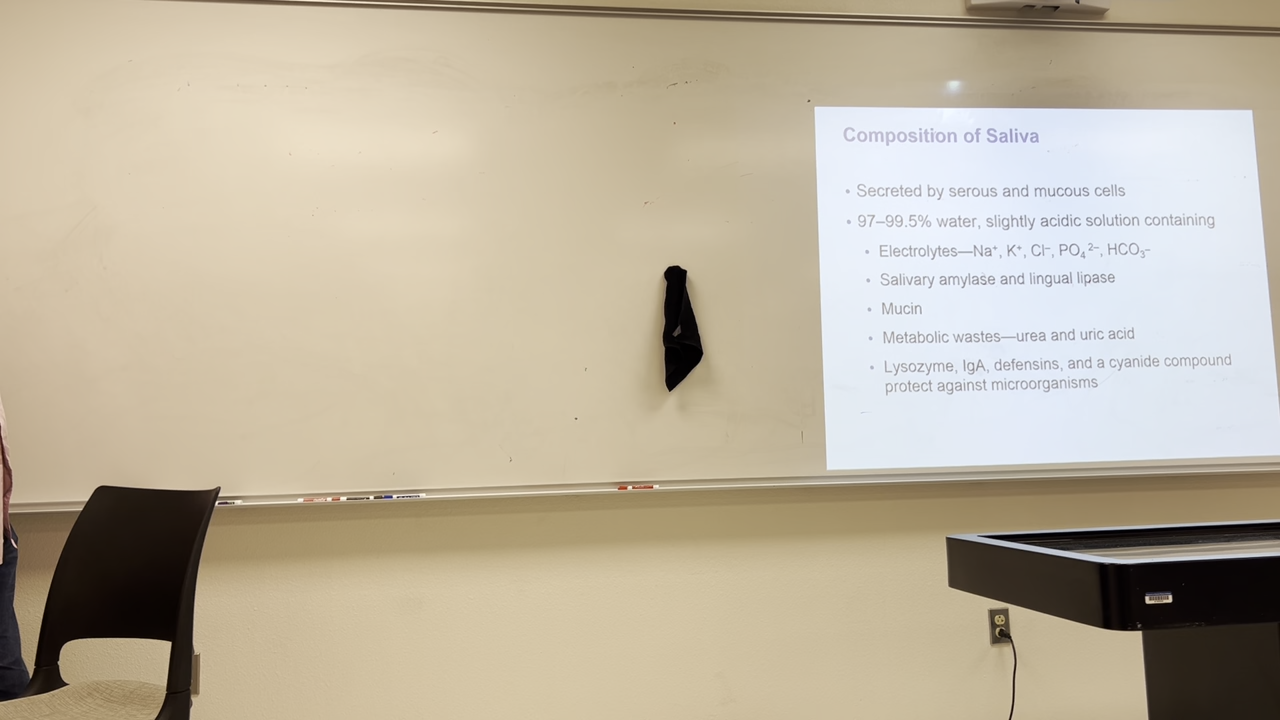 Composition of Saliva
• Secreted by serous and mucous cells
• 97–99.5% water, slightly acidic solution containing
• Electrolytes—Na⁺, K⁺, Cl⁻, PO₄²⁻, HCO₃⁻
• Salivary amylase and lingual lipase
• Mucin
• Metabolic wastes—urea and uric acid
• Lysozyme, IgA, defensins, and a cyanide compound
protect against microorganisms